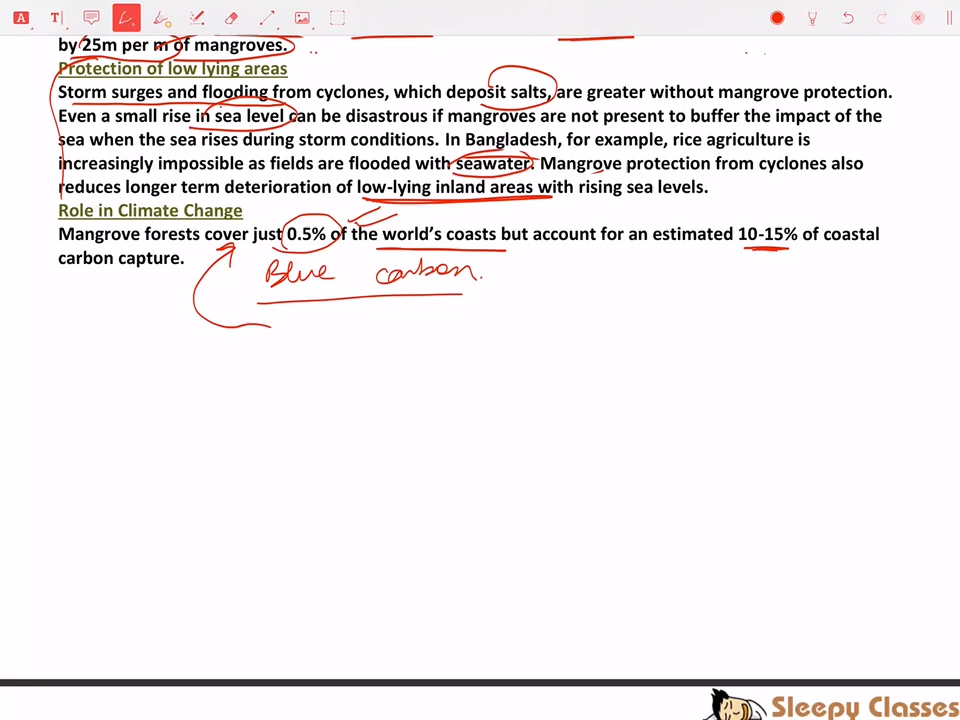 A T
by 25m per m of mangroves.
Protection of low lying areas
Storm surges and flooding from cyclones, which deposit salts, are greater without mangrove protection.
Even a small rise in sea level can be disastrous if mangroves are not present to buffer the impact of the
sea when the sea rises during storm conditions. In Bangladesh, for example, rice agriculture is
increasingly impossible as fields are flooded with seawater. Mangrove protection from cyclones also
reduces longer term deterioration of low-lying inland areas with rising sea levels.
Role in Climate Change
Mangrove forests cover just 0.5% of the world's coasts but account for an estimated 10-15% of coastal
carbon capture.
Blue carbon.
Sleepy Classes